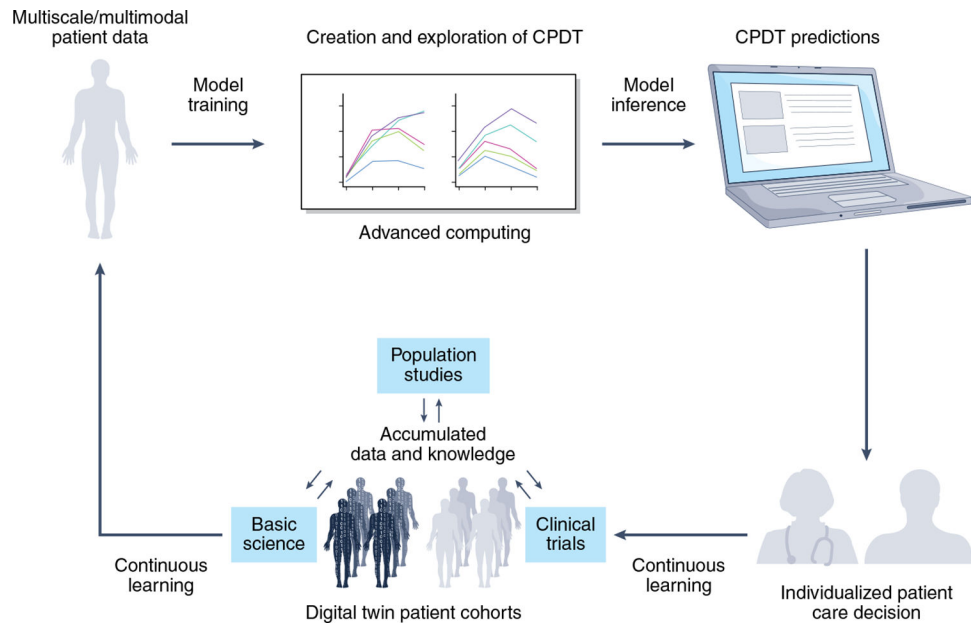 Multiscale/multimodal
patient data
Creation and exploration of CPDT
CPDT predictions
Model
training
Model
inference
Advanced computing
Population
studies
Accumulated
data and knowledge
Basic
science
Clinical
trials
Continuous
learning
Continuous
learning
Digital twin patient cohorts
Individualized patient
care decision